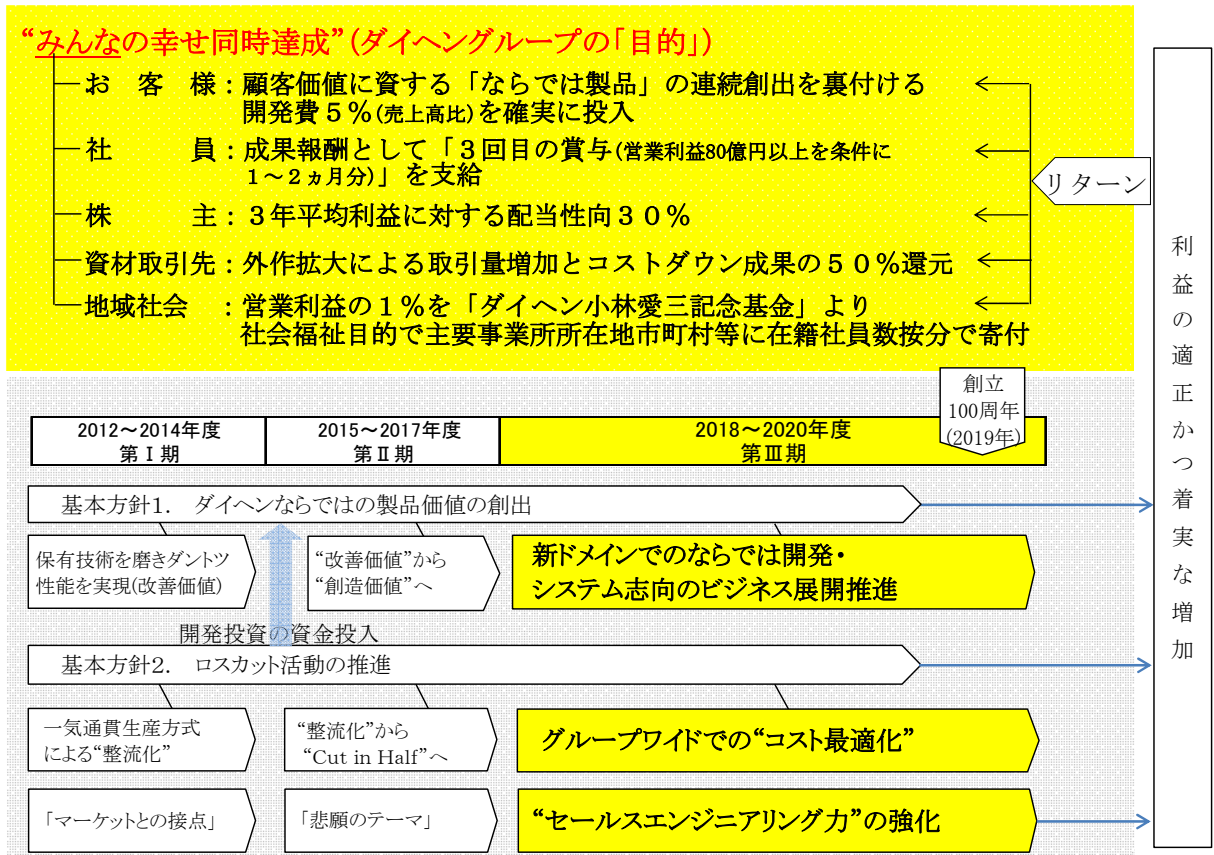 “みんなの幸せ同時達成”(ダイヘングループの「目的」)
お　客　様：顧客価値に資する「ならでは製品」の連続創出を裏付ける
開発費５％(売上高比)を確実に投入
社　　　員：成果報酬として「３回目の賞与(営業利益80億円以上を条件に
１～２ヵ月分)」を支給
株　　　主：３年平均利益に対する配当性向３０％
資材取引先：外作拡大による取引量増加とコストダウン成果の５０％還元
地域社会　：営業利益の１％を「ダイヘン小林愛三記念基金」より
社会福祉目的で主要事業所所在地市町村等に在籍社員数按分で寄付
リターン
利益の適正かつ着実な増加
創立
100周年
(2019年)
2012～2014年度
第Ⅰ期
2015～2017年度
第Ⅱ期
2018～2020年度
第Ⅲ期
基本方針1.　ダイヘンならではの製品価値の創出
保有技術を磨きダントツ
性能を実現(改善価値)
“改善価値”から
“創造価値”へ
新ドメインでのならでは開発・
システム志向のビジネス展開推進
開発投資の資金投入
基本方針2.　ロスカット活動の推進
一気通貫生産方式
による“整流化”
“整流化”から
“Cut in Half”へ
グループワイドでの“コスト最適化”
「マーケットとの接点」
「悲願のテーマ」
“セールスエンジニアリング力”の強化